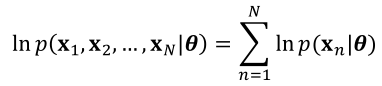 ln p(𝐱₁, 𝐱₂, …, 𝐱_N|𝜽) = ∑_{n=1}^{N} ln p(𝐱ₙ|𝜽)